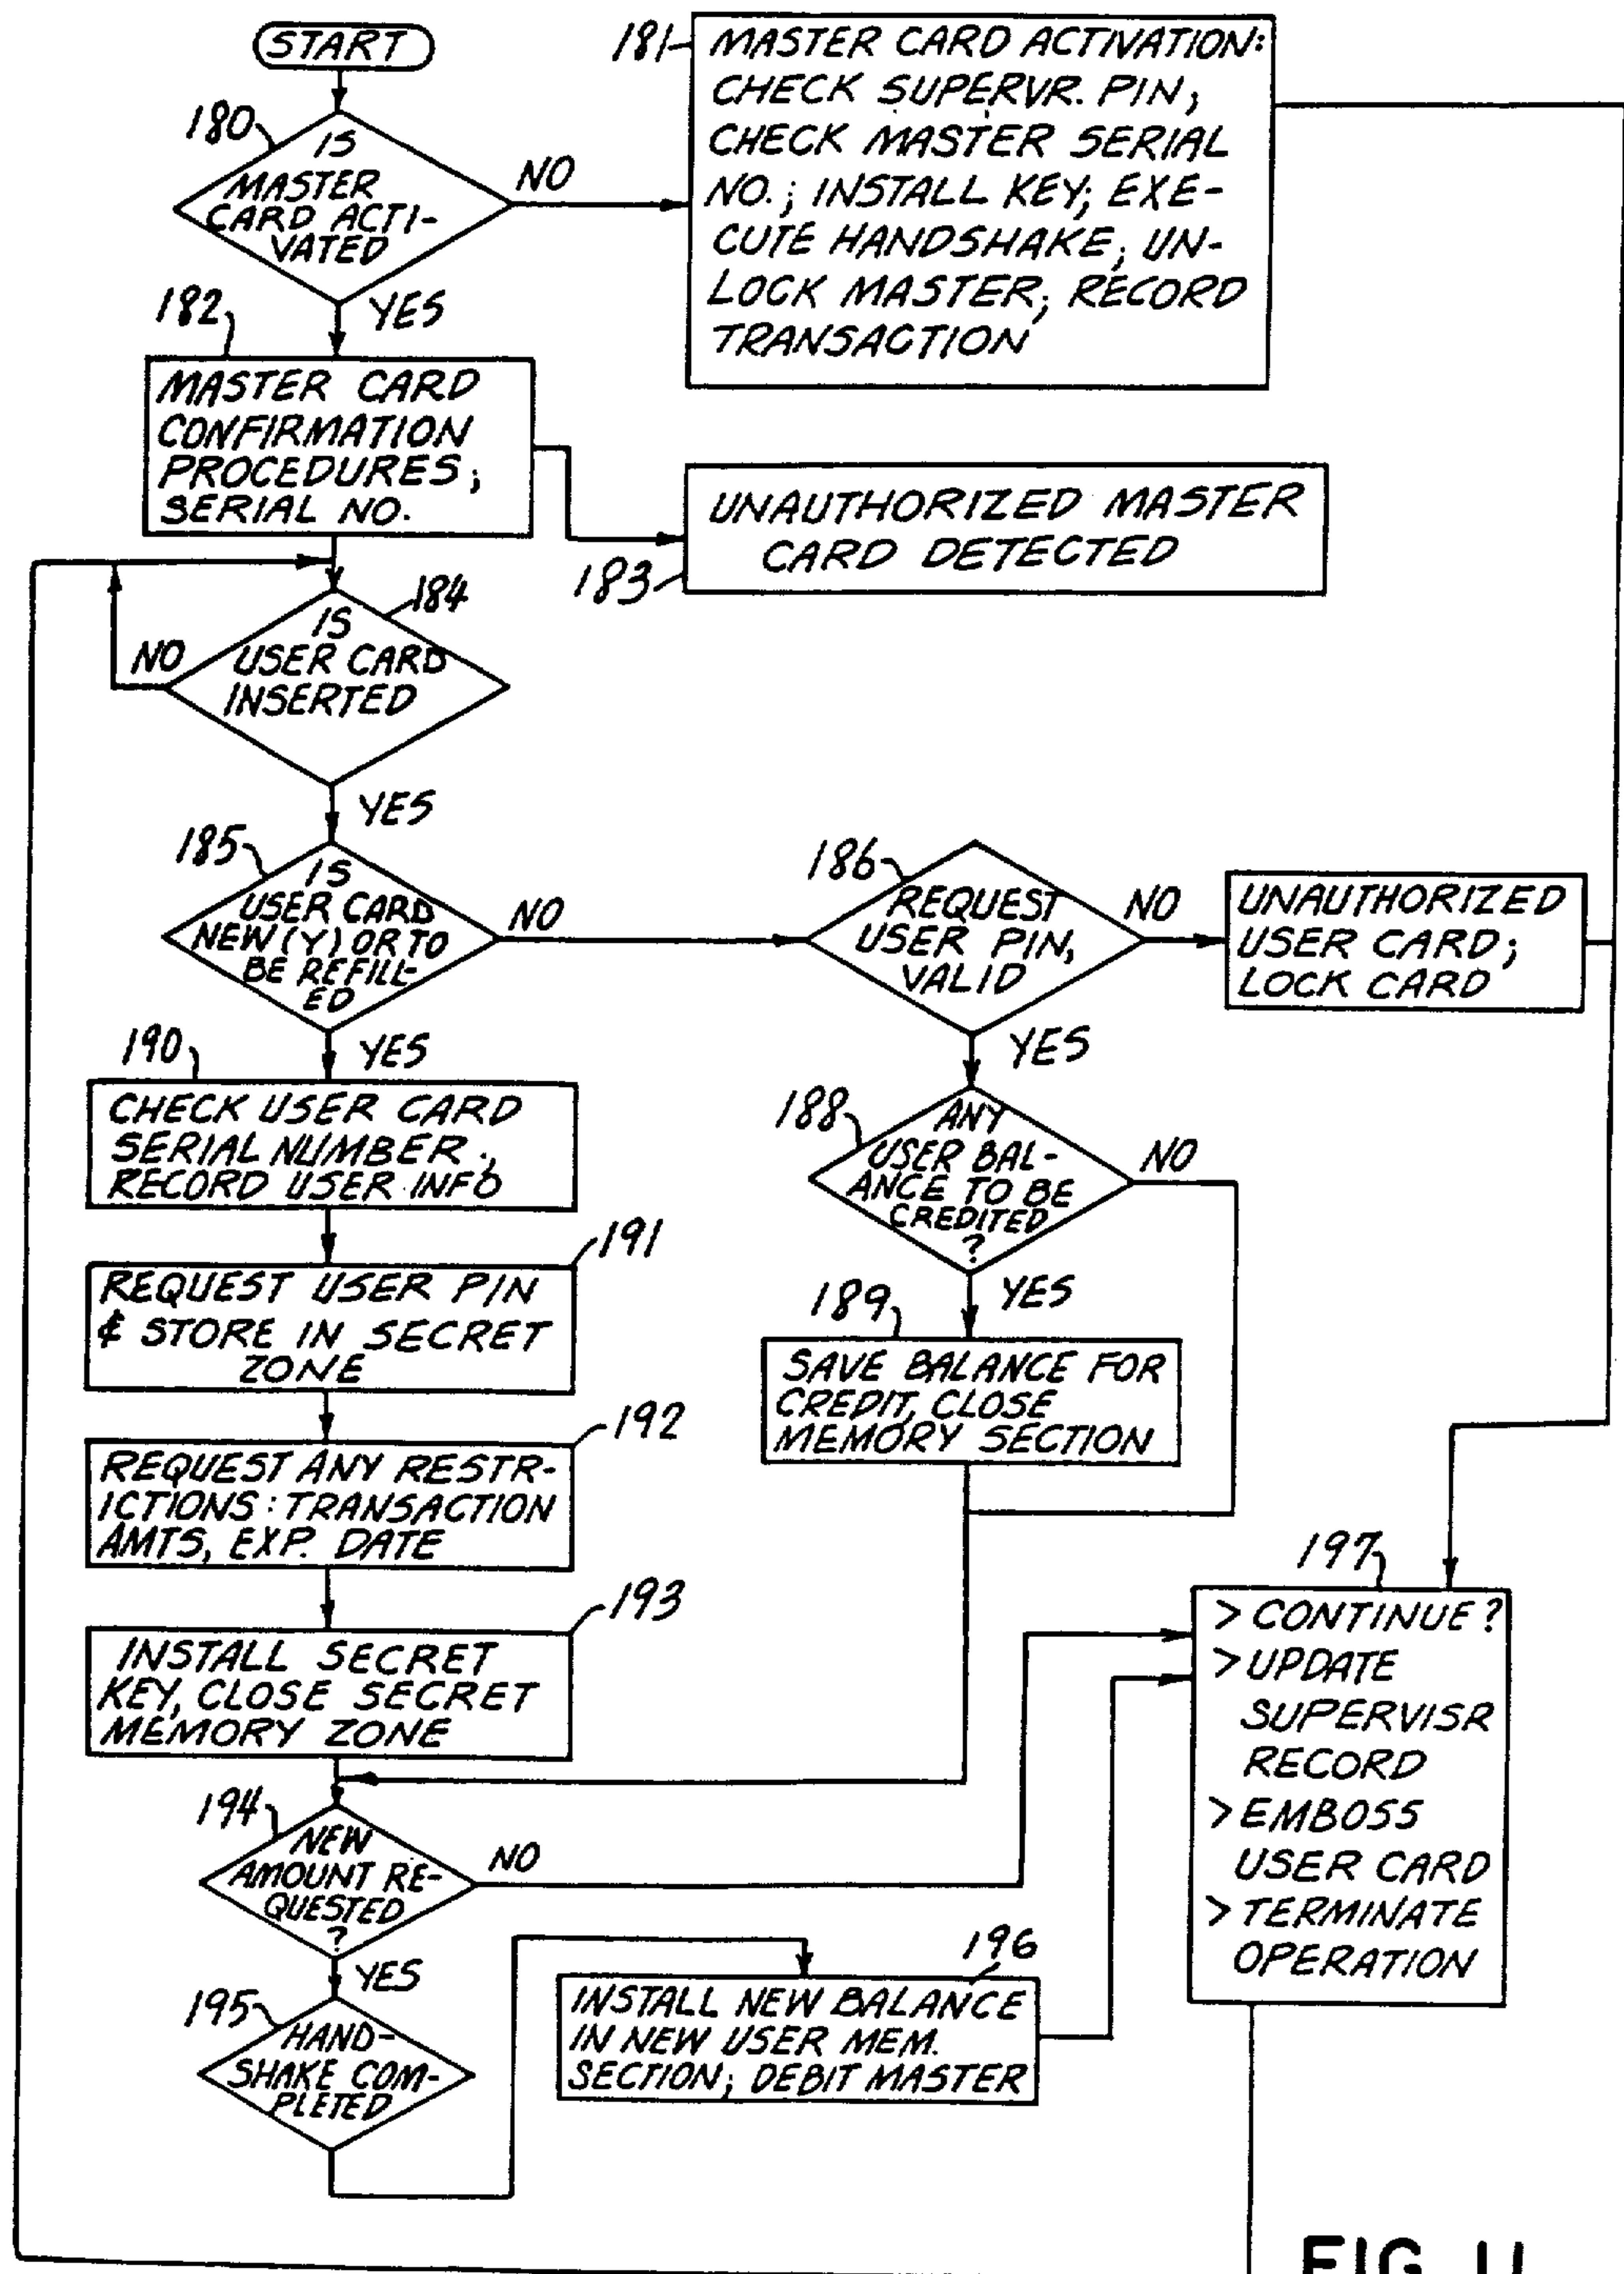 START
180
IS
MASTER
CARD ACTI-
VATED
NO
YES
181
MASTER CARD ACTIVATION:
CHECK SUPERVR. PIN;
CHECK MASTER SERIAL
NO.; INSTALL KEY; EXE-
CUTE HANDSHAKE; UN-
LOCK MASTER; RECORD
TRANSACTION
182
MASTER CARD
CONFIRMATION
PROCEDURES;
SERIAL NO.
UNAUTHORIZED MASTER
CARD DETECTED
183
184
IS
USER CARD
INSERTED
NO
YES
185
IS
USER CARD
NEW (Y) OR TO
BE REFILL-
ED
NO
YES
186
REQUEST
USER PIN,
VALID
NO
YES
UNAUTHORIZED
USER CARD;
LOCK CARD
188
ANY
USER BAL-
ANCE TO BE
CREDITED
?
NO
YES
189
SAVE BALANCE FOR
CREDIT, CLOSE
MEMORY SECTION
190
CHECK USER CARD
SERIAL NUMBER;
RECORD USER INFO
191
REQUEST USER PIN
& STORE IN SECRET
ZONE
192
REQUEST ANY RESTR-
ICTIONS: TRANSACTION
AMTS, EXP. DATE
193
INSTALL SECRET
KEY, CLOSE SECRET
MEMORY ZONE
194
NEW
AMOUNT RE-
QUESTED
?
NO
YES
195
HAND-
SHAKE COM-
PLETED
196
INSTALL NEW BALANCE
IN NEW USER MEM.
SECTION; DEBIT MASTER
197
> CONTINUE?
> UPDATE
SUPERVISR
RECORD
> EMBOSS
USER CARD
> TERMINATE
OPERATION
FIG. 11